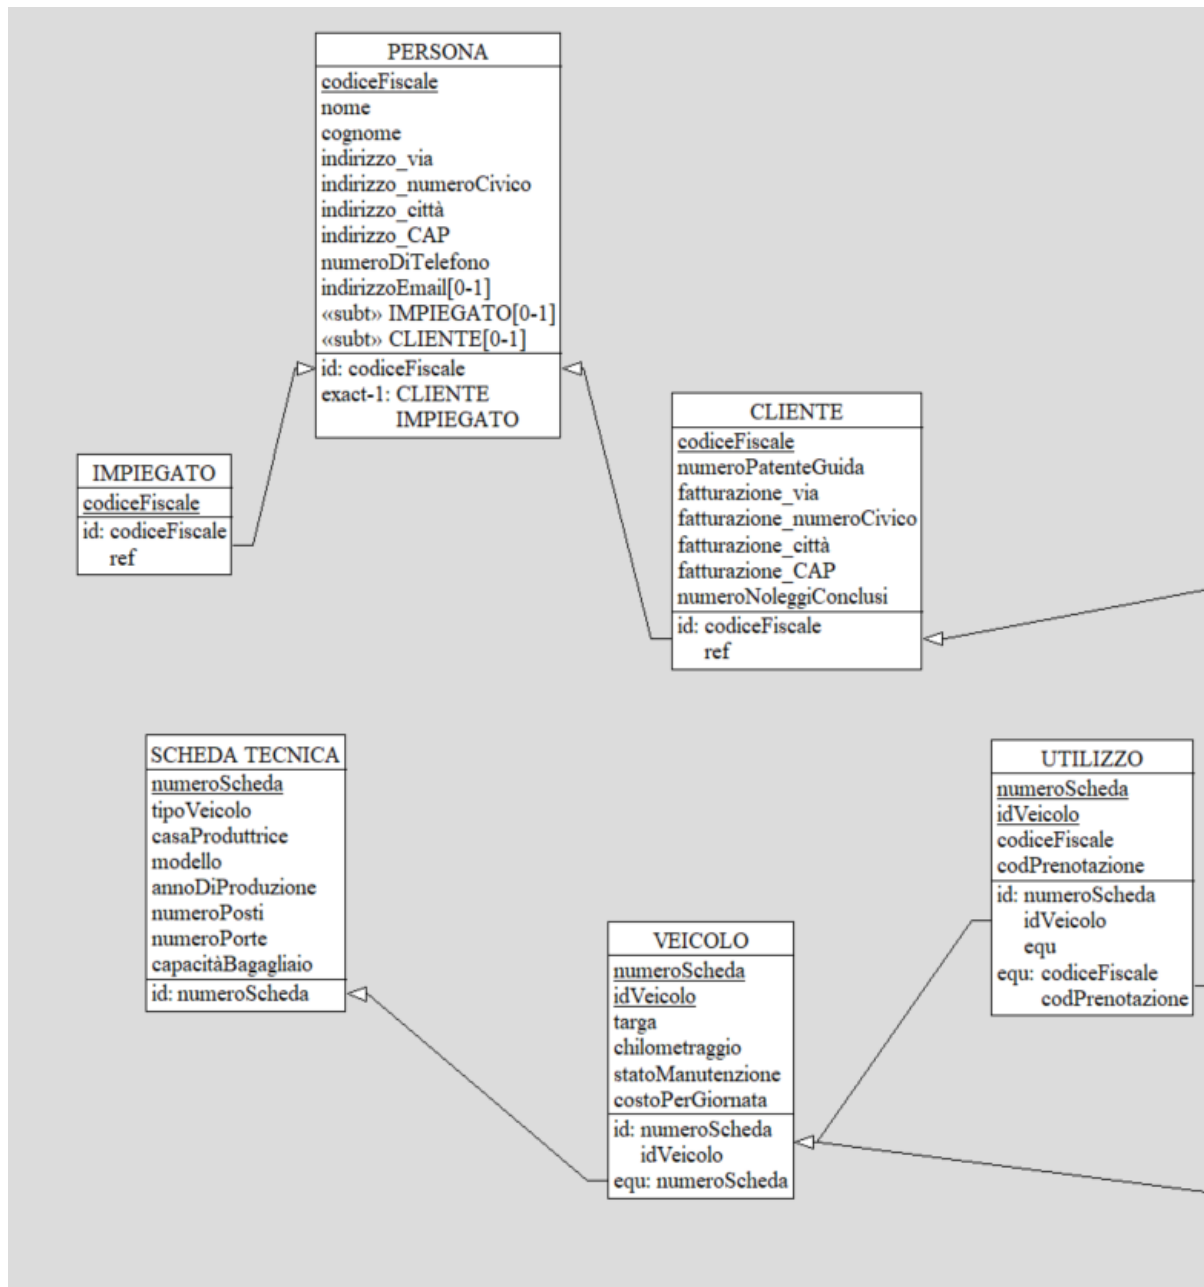 PERSONA
codiceFiscale
nome
cognome
indirizzo_via
indirizzo_numeroCivico
indirizzo_città
indirizzo_CAP
numeroDiTelefono
indirizzoEmail[0-1]
«subt» IMPIEGATO[0-1]
«subt» CLIENTE[0-1]
id: codiceFiscale
exact-1: CLIENTE
IMPIEGATO
IMPIEGATO
codiceFiscale
id: codiceFiscale
ref
CLIENTE
codiceFiscale
numeroPatenteGuida
fatturazione_via
fatturazione_numeroCivico
fatturazione_città
fatturazione_CAP
numeroNoleggiConclusi
id: codiceFiscale
ref
SCHEDA TECNICA
numeroScheda
tipoVeicolo
casaProduttrice
modello
annoDiProduzione
numeroPosti
numeroPorte
capacitàBagagliaio
id: numeroScheda
VEICOLO
numeroScheda
idVeicolo
targa
chilometraggio
statoManutenzione
costoPerGiornata
id: numeroScheda
idVeicolo
equ: numeroScheda
UTILIZZO
numeroScheda
idVeicolo
codiceFiscale
codPrenotazione
id: numeroScheda
idVeicolo
equ
equ: codiceFiscale
codPrenotazione